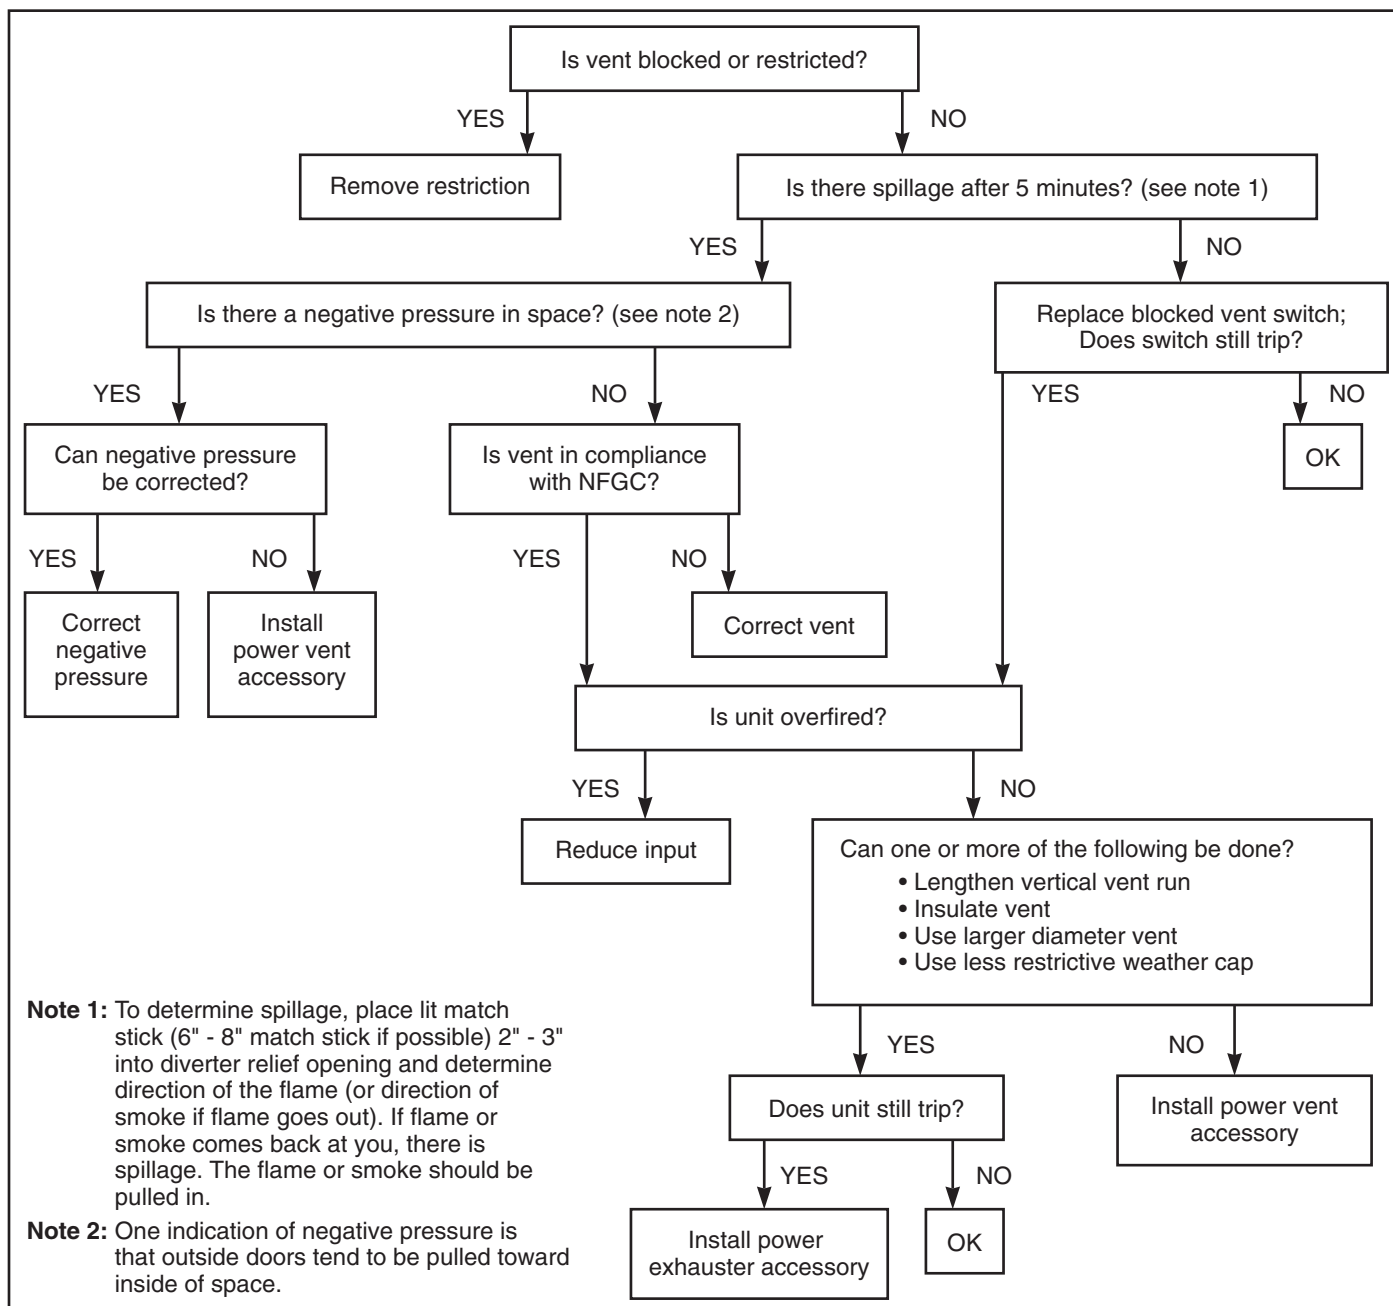 Is vent blocked or restricted?
YES
NO
Remove restriction
Is there spillage after 5 minutes? (see note 1)
YES
NO
Is there a negative pressure in space? (see note 2)
Replace blocked vent switch;
Does switch still trip?
YES
NO
YES
NO
Can negative pressure
be corrected?
Is vent in compliance
with NFGC?
OK
YES
NO
YES
NO
Correct
negative
pressure
Install
power vent
accessory
Correct vent
Is unit overfired?
YES
NO
Reduce input
Can one or more of the following be done?
• Lengthen vertical vent run
• Insulate vent
• Use larger diameter vent
• Use less restrictive weather cap
YES
NO
Does unit still trip?
Install power vent
accessory
YES
NO
Install power
exhauster accessory
OK
Note 1: To determine spillage, place lit match
stick (6" - 8" match stick if possible) 2" - 3"
into diverter relief opening and determine
direction of the flame (or direction of
smoke if flame goes out). If flame or
smoke comes back at you, there is
spillage. The flame or smoke should be
pulled in.
Note 2: One indication of negative pressure is
that outside doors tend to be pulled toward
inside of space.